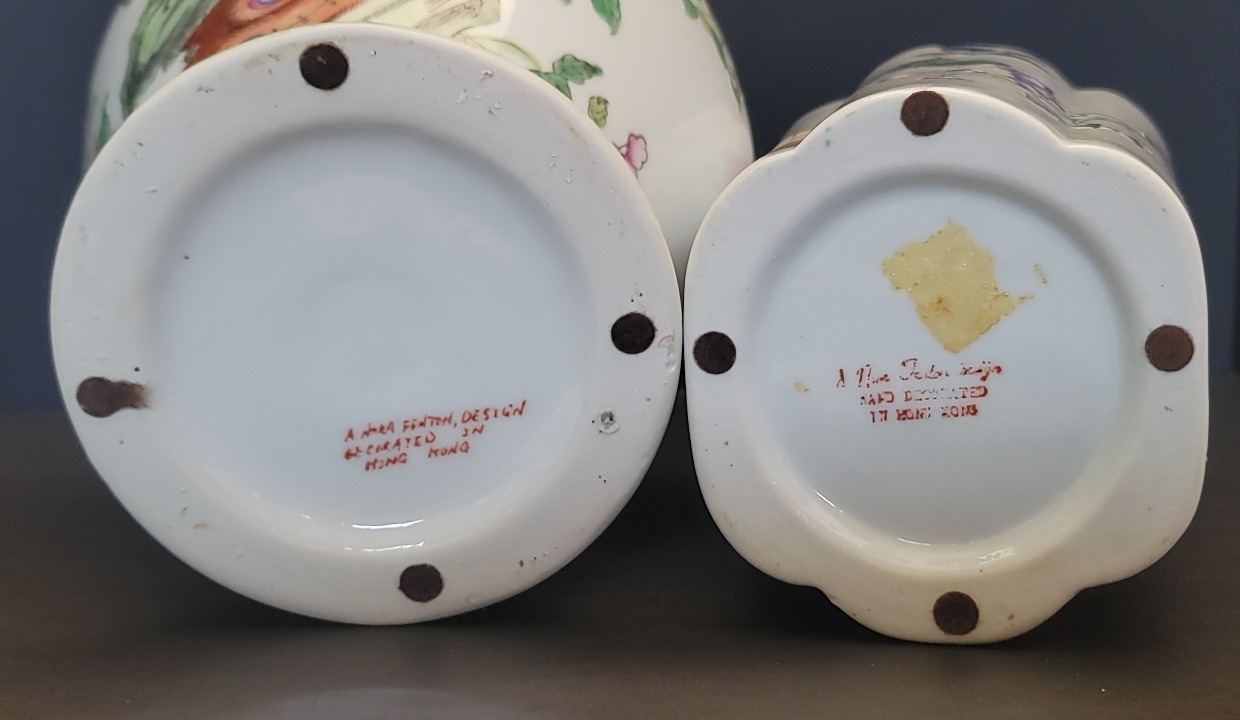 A NORA FENTON, DESIGN
DECORATED IN
HONG KONG
A Nora Fenton design
HAND DECORATED
IN HONG KONG